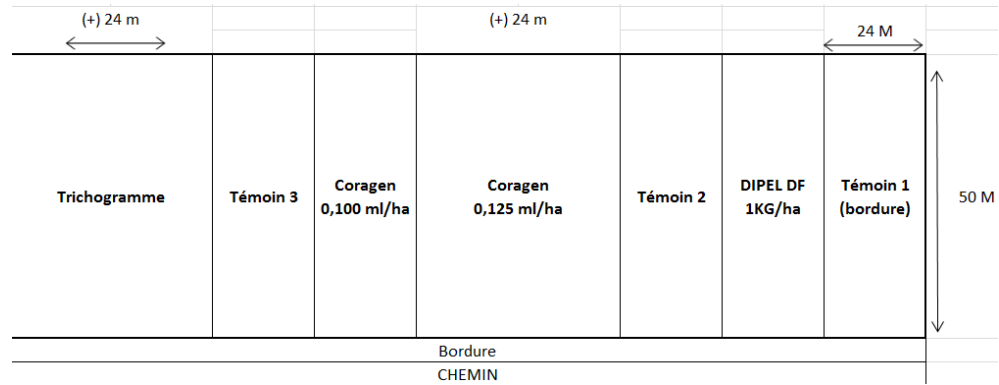 (+) 24 m
(+) 24 m
24 M
Trichogramme
Témoin 3
Coragen
0,100 ml/ha
Coragen
0,125 ml/ha
Témoin 2
DIPEL DF
1KG/ha
Témoin 1
(bordure)
50 M
Bordure
CHEMIN